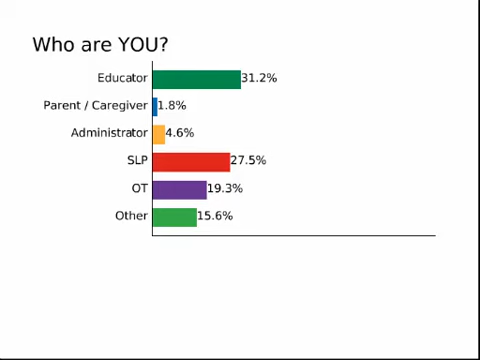 Who are YOU?
Educator 31.2%
Parent / Caregiver 1.8%
Administrator 4.6%
SLP 27.5%
OT 19.3%
Other 15.6%